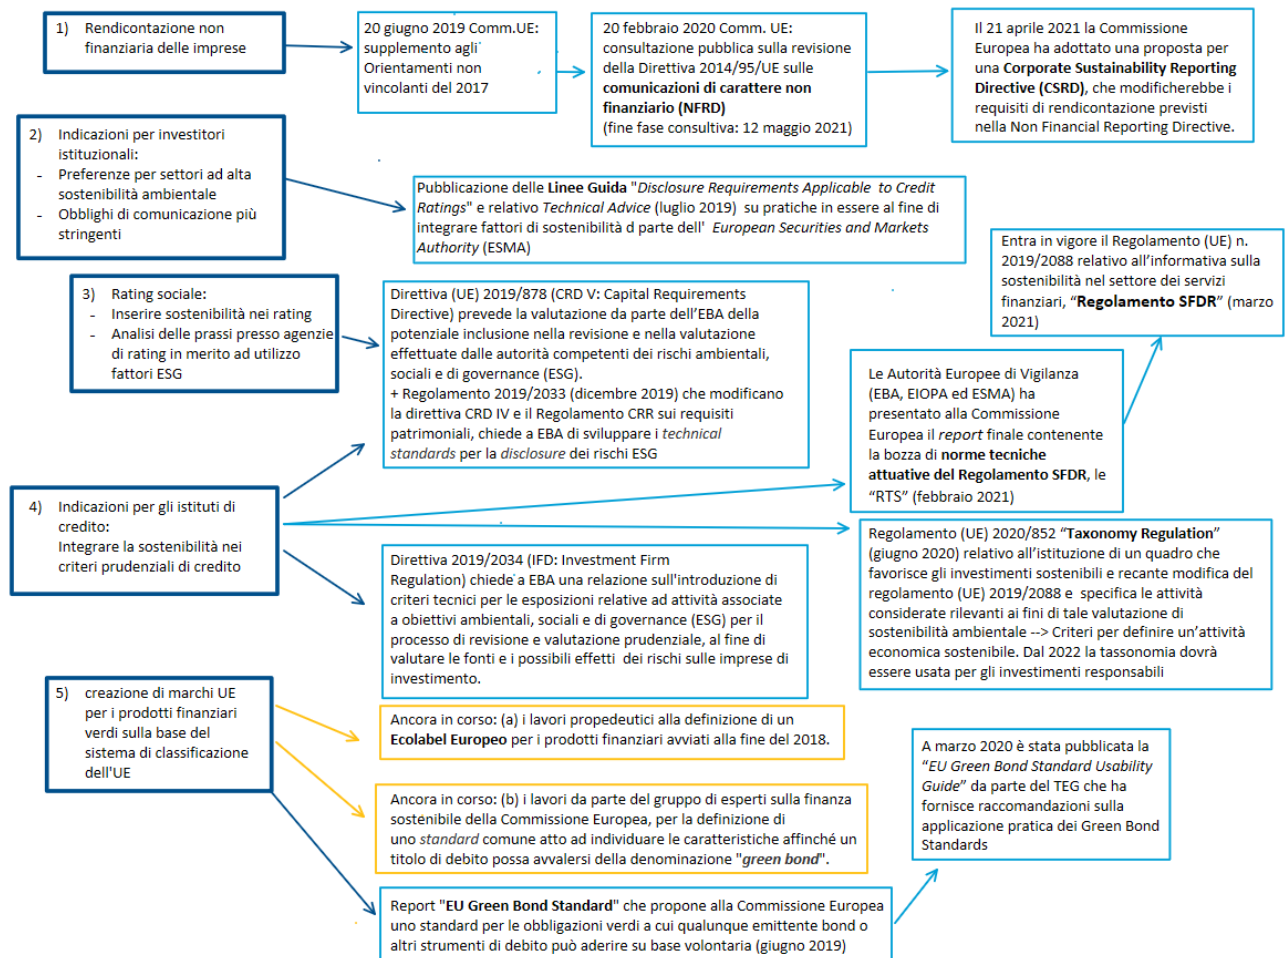 1) Rendicontazione non
finanziaria delle imprese
20 giugno 2019 Comm.UE:
supplemento agli
Orientamenti non
vincolanti del 2017
20 febbraio 2020 Comm. UE:
consultazione pubblica sulla revisione
della Direttiva 2014/95/UE sulle
comunicazioni di carattere non
finanziario (NFRD)
(fine fase consultiva: 12 maggio 2021)
Il 21 aprile 2021 la Commissione
Europea ha adottato una proposta per
una Corporate Sustainability Reporting
Directive (CSRD), che modificherebbe i
requisiti di rendicontazione previsti
nella Non Financial Reporting Directive.
2) Indicazioni per investitori
istituzionali:
- Preferenze per settori ad alta
sostenibilità ambientale
- Obblighi di comunicazione più
stringenti
Pubblicazione delle Linee Guida "Disclosure Requirements Applicable to Credit
Ratings" e relativo Technical Advice (luglio 2019) su pratiche in essere al fine di
integrare fattori di sostenibilità d parte dell' European Securities and Markets
Authority (ESMA)
Entra in vigore il Regolamento (UE) n.
2019/2088 relativo all'informativa sulla
sostenibilità nel settore dei servizi
finanziari, "Regolamento SFDR" (marzo
2021)
3) Rating sociale:
- Inserire sostenibilità nei rating
- Analisi delle prassi presso agenzie
di rating in merito ad utilizzo
fattori ESG
Direttiva (UE) 2019/878 (CRD V: Capital Requirements
Directive) prevede la valutazione da parte dell'EBA della
potenziale inclusione nella revisione e nella valutazione
effettuate dalle autorità competenti dei rischi ambientali,
sociali e di governance (ESG).
+ Regolamento 2019/2033 (dicembre 2019) che modificano
la direttiva CRD IV e il Regolamento CRR sui requisiti
patrimoniali, chiede a EBA di sviluppare i technical
standards per la disclosure dei rischi ESG
Le Autorità Europee di Vigilanza
(EBA, EIOPA ed ESMA) ha
presentato alla Commissione
Europea il report finale contenente
la bozza di norme tecniche
attuative del Regolamento SFDR, le
"RTS" (febbraio 2021)
4) Indicazioni per gli istituti di
credito:
Integrare la sostenibilità nei
criteri prudenziali di credito
Direttiva 2019/2034 (IFD: Investment Firm
Regulation) chiede a EBA una relazione sull'introduzione di
criteri tecnici per le esposizioni relative ad attività associate
a obiettivi ambientali, sociali e di governance (ESG) per il
processo di revisione e valutazione prudenziale, al fine di
valutare le fonti e i possibili effetti dei rischi sulle imprese di
investimento.
Regolamento (UE) 2020/852 "Taxonomy Regulation"
(giugno 2020) relativo all'istituzione di un quadro che
favorisce gli investimenti sostenibili e recante modifica del
regolamento (UE) 2019/2088 e specifica le attività
considerate rilevanti ai fini di tale valutazione di
sostenibilità ambientale --> Criteri per definire un'attività
economica sostenibile. Dal 2022 la tassonomia dovrà
essere usata per gli investimenti responsabili
5) creazione di marchi UE
per i prodotti finanziari
verdi sulla base del
sistema di classificazione
dell'UE
Ancora in corso: (a) i lavori propedeutici alla definizione di un
Ecolabel Europeo per i prodotti finanziari avviati alla fine del 2018.
Ancora in corso: (b) i lavori da parte del gruppo di esperti sulla finanza
sostenibile della Commissione Europea, per la definizione di
uno standard comune atto ad individuare le caratteristiche affinché un
titolo di debito possa avvalersi della denominazione "green bond".
A marzo 2020 è stata pubblicata la
"EU Green Bond Standard Usability
Guide" da parte del TEG che ha
fornisce raccomandazioni sulla
applicazione pratica dei Green Bond
Standards
Report "EU Green Bond Standard" che propone alla Commissione Europea
uno standard per le obbligazioni verdi a cui qualunque emittente bond o
altri strumenti di debito può aderire su base volontaria (giugno 2019)